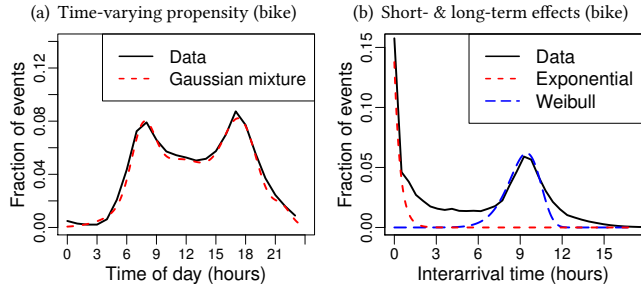 (a) Time-varying propensity (bike)
Fraction of events
0.00 0.04 0.08 0.12
Data
Gaussian mixture
0 3 6 9 12 15 18 21
Time of day (hours)
(b) Short- & long-term effects (bike)
Fraction of events
0.00 0.05 0.10 0.15
Data
Exponential
Weibull
0 3 6 9 12 15
Interarrival time (hours)